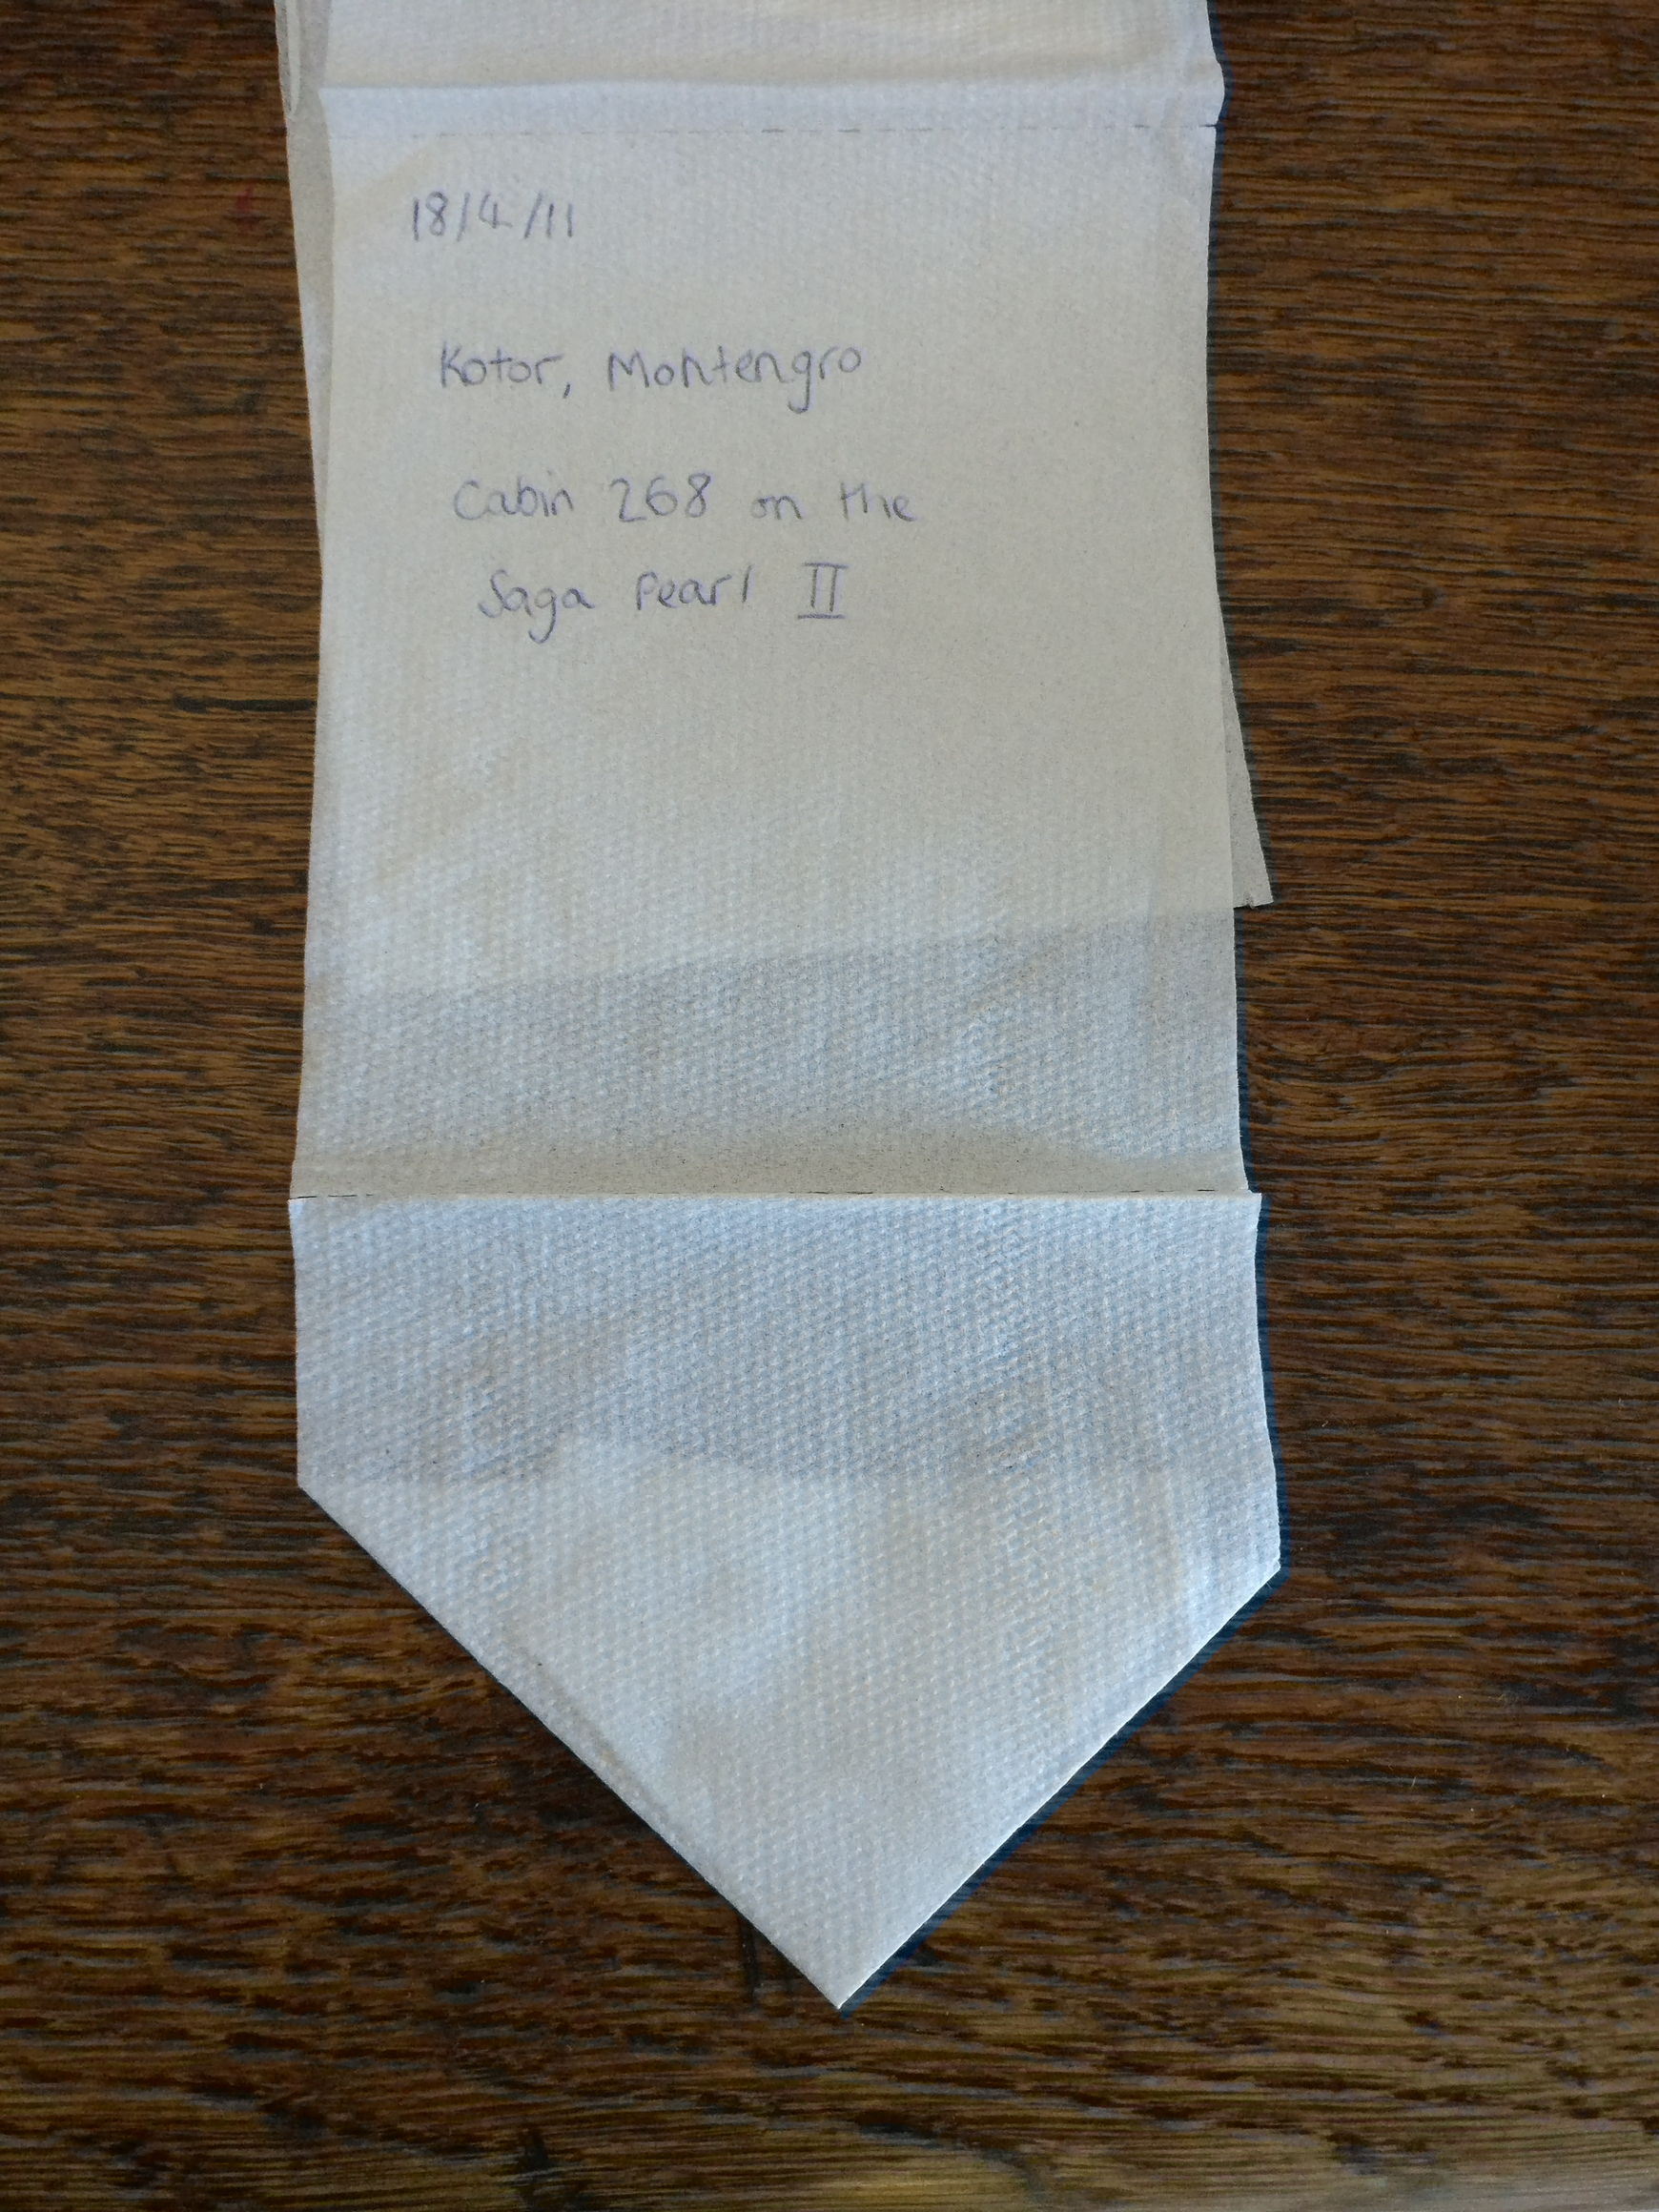 18/4/11
Kotor, Montengro
Cabin 268 on the
Saga Pearl II